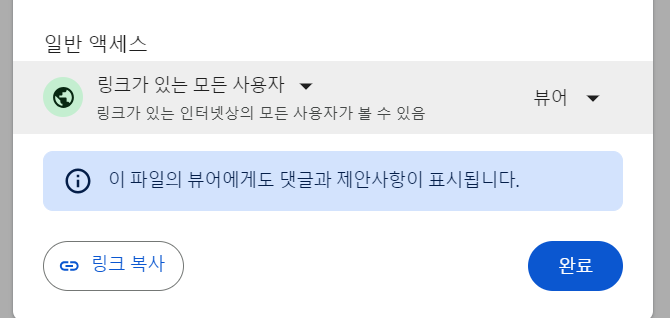 일반 액세스
링크가 있는 모든 사용자
뷰어
링크가 있는 인터넷상의 모든 사용자가 볼 수 있음
이 파일의 뷰어에게도 댓글과 제안사항이 표시됩니다.
링크 복사
완료